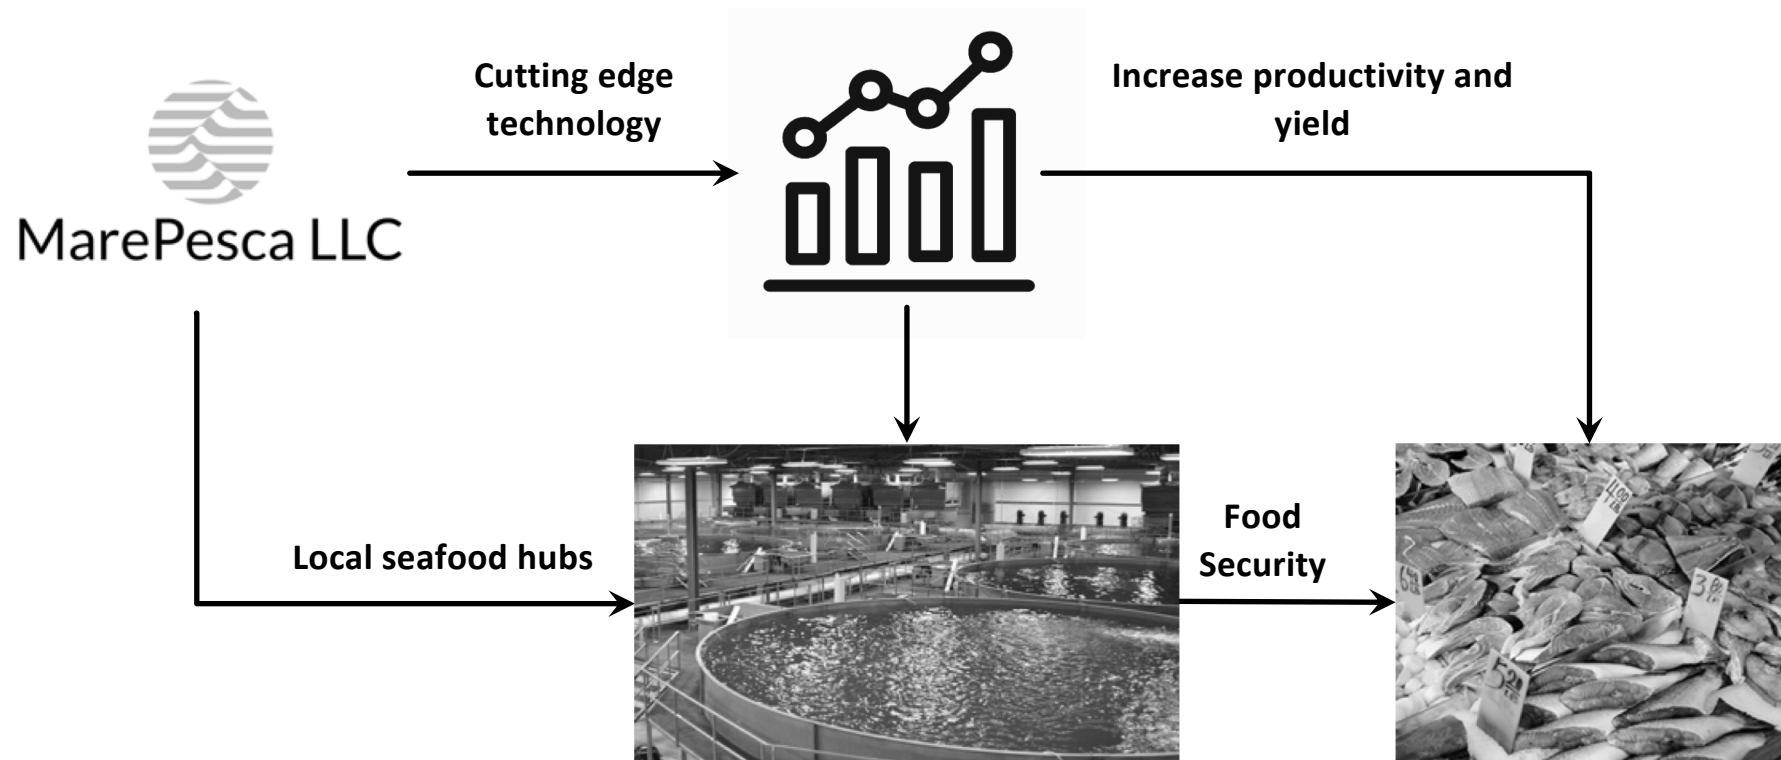 Cutting edge
technology
Increase productivity and
yield
MarePesca LLC
Local seafood hubs
Food
Security